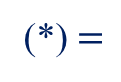 (*) =